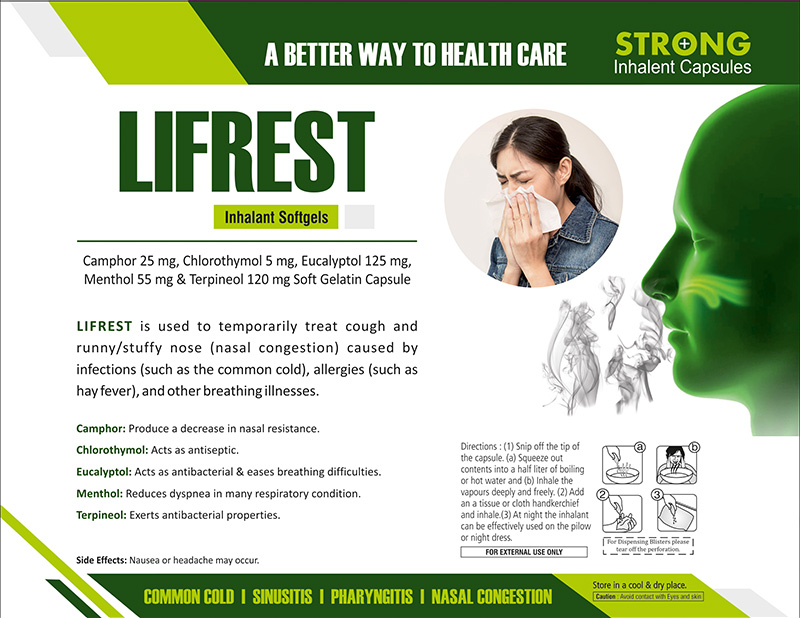 A BETTER WAY TO HEALTH CARE
STRONG
Inhalent Capsules
LIFREST
Inhalant Softgels
Camphor 25 mg, Chlorothymol 5 mg, Eucalyptol 125 mg,
Menthol 55 mg & Terpineol 120 mg Soft Gelatin Capsule
LIFREST is used to temporarily treat cough and
runny/stuffy nose (nasal congestion) caused by
infections (such as the common cold), allergies (such as
hay fever), and other breathing illnesses.
Camphor: Produce a decrease in nasal resistance.
Chlorothymol: Acts as antiseptic.
Eucalyptol: Acts as antibacterial & eases breathing difficulties.
Menthol: Reduces dyspnea in many respiratory condition.
Terpineol: Exerts antibacterial properties.
Side Effects: Nausea or headache may occur.
Directions : (1) Snip off the tip of
the capsule. (a) Squeeze out
contents into a half liter of boiling
or hot water and (b) Inhale the
vapours deeply and freely. (2) Add
an a tissue or cloth handkerchief
and inhale.(3) At night the inhalant
can be effectively used on the pillow
or night dress.
FOR EXTERNAL USE ONLY
a
b
2
3
For Dispensing Blisters please
tear off the perforation.
COMMON COLD I SINUSITIS I PHARYNGITIS I NASAL CONGESTION
Store in a cool & dry place.
Caution : Avoid contact with Eyes and skin